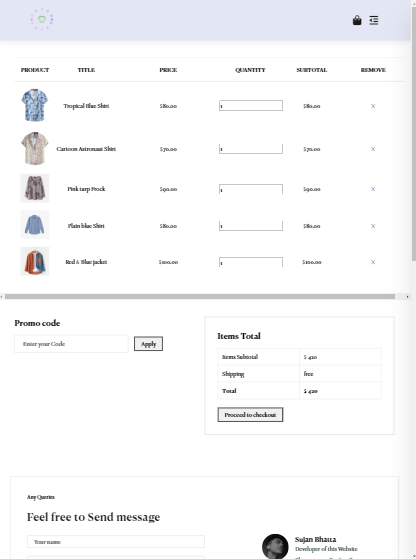 PRODUCT TITLE PRICE QUANTITY SUBTOTAL REMOVE
Tropical Blue Shirt $80.00 1 $80.00 X
Cartoon Astronaut Shirt $70.00 1 $70.00 X
Pink tarp Frock $90.00 1 $90.00 X
Plain blue Shirt $80.00 1 $80.00 X
Red & Blue jacket $100.00 1 $100.00 X
Promo code
Enter your Code Apply
Items Total
Items Subtotal $ 420
Shipping free
Total $ 420
Proceed to checkout
Any Queries
Feel free to Send message
Your name
Sujan Bhatta
Developer of this Website